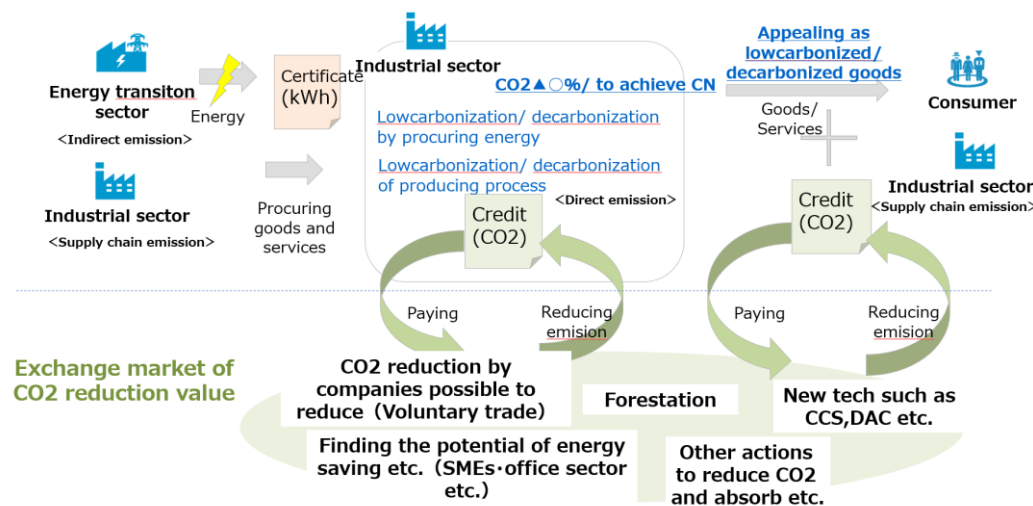 Energy transiton
sector
<Indirect emission>
Industrial sector
<Supply chain emission>
Energy
Certificate
(kWh)
Procuring
goods and
services
Industrial sector
CO2▲○%/ to achieve CN
Lowcarbonization/ decarbonization
by procuring energy
Lowcarbonization/ decarbonization
of producing process
<Direct emission>
Credit
(CO2)
Appealing as
lowcarbonized/
decarbonized goods
Goods/
Services
Consumer
Industrial sector
<Supply chain emission>
Credit
(CO2)
Paying
Reducing
emision
Paying
Reducing
emision
Exchange market of
CO2 reduction value
CO2 reduction by
companies possible to
reduce（Voluntary trade）
Forestation
New tech such as
CCS,DAC etc.
Finding the potential of energy
saving etc.（SMEs・office sector
etc.）
Other actions
to reduce CO2
and absorb etc.